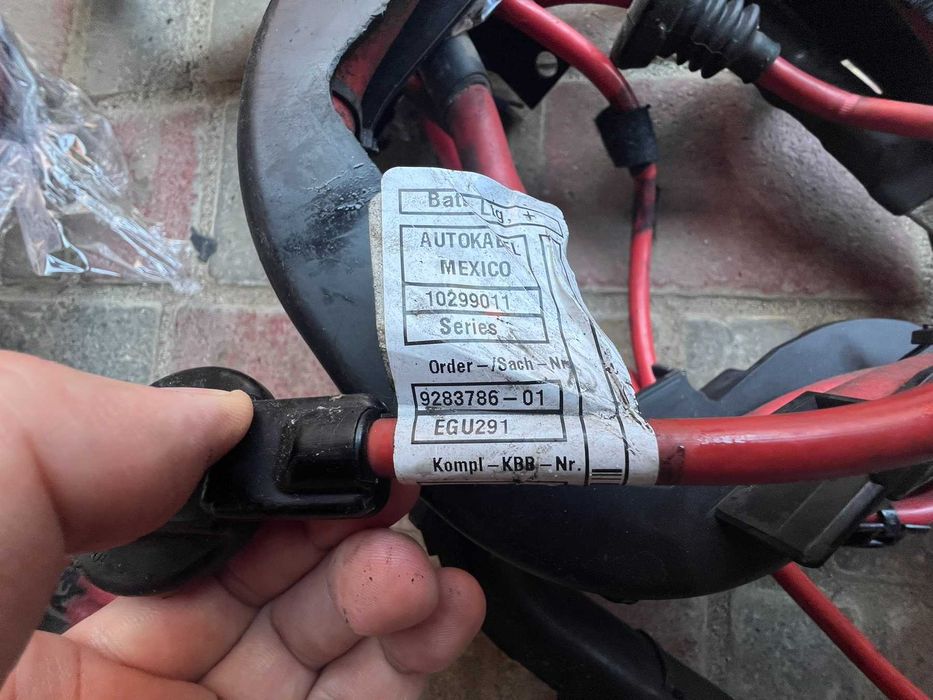 Batt Ltg. +
AUTOKABEL
MEXICO
10299011
Series
Order-/Sach-Nr
9283786-01
EGU291
Kompl-KBB-Nr.